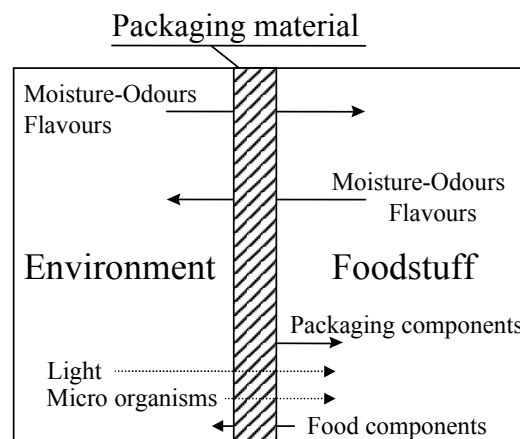 Packaging material
Moisture-Odours
Flavours
Moisture-Odours
Flavours
Environment
Foodstuff
Packaging components
Light
Micro organisms
Food components